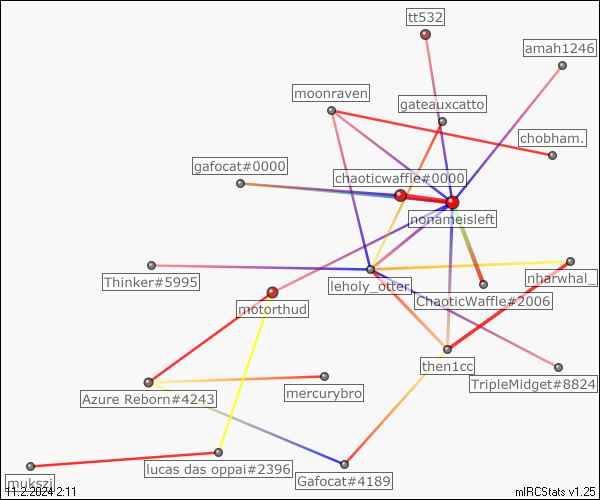 tt532
amah1246
moonraven
gateauxcatto
chobham.
gafocat#0000
chaoticwaffle#0000
nonameisleft
Thinker#5995
leholy_otter
nharwhal_
ChaoticWaffle#2006
motorthud
then1cc
TripleMidget#8824
Azure Reborn#4243
mercurybro
lucas das oppai#2396
Gafocat#4189
mukszi
11.2.2024 2:11
mIRCStats v1.25